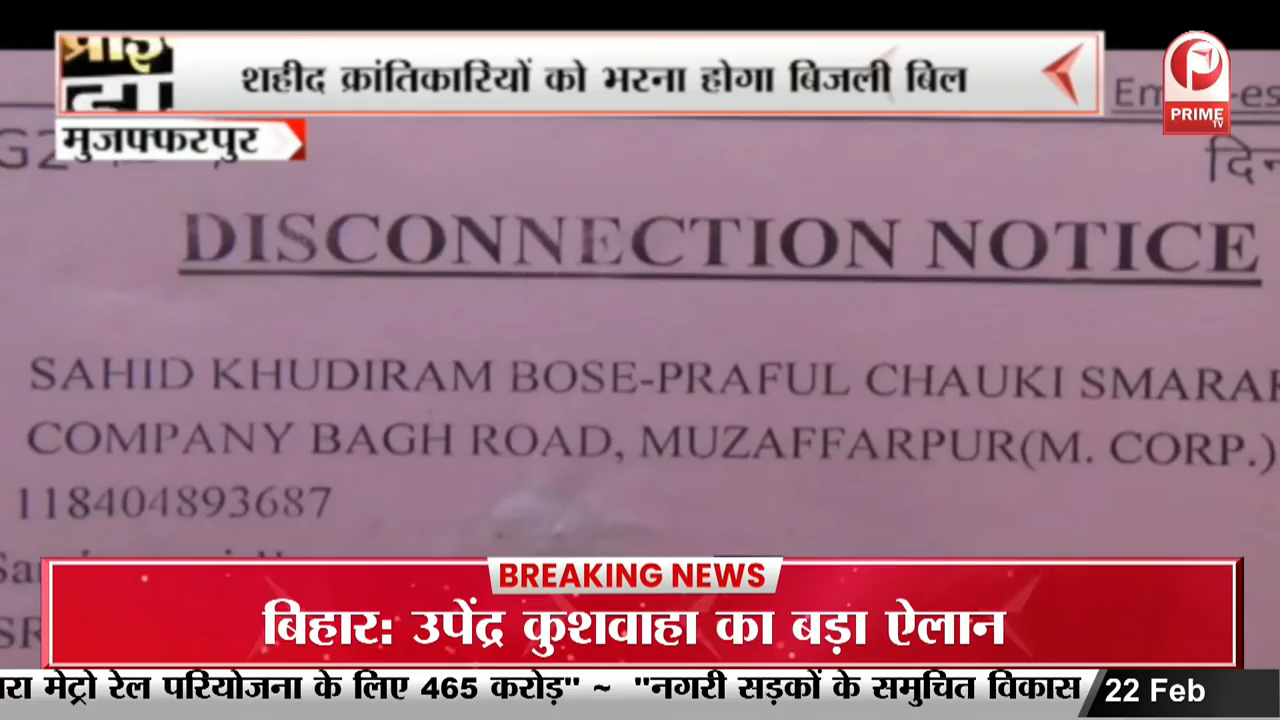 शहीद क्रांतिकारियों को भरना होगा बिजली बिल
PRIME TV
मुजफ्फरपुर
DISCONNECTION NOTICE
SAHID KHUDIRAM BOSE-PRAFUL CHAUKI
COMPANY BAGH ROAD, MUZAFFARPUR(M. CORP.)
118404893687
BREAKING NEWS
बिहार: उपेंद्र कुशवाहा का बड़ा ऐलान
मेट्रो रेल परियोजना के लिए 465 करोड़" ~ "नगरी सड़कों के समुचित विकास
22 Feb